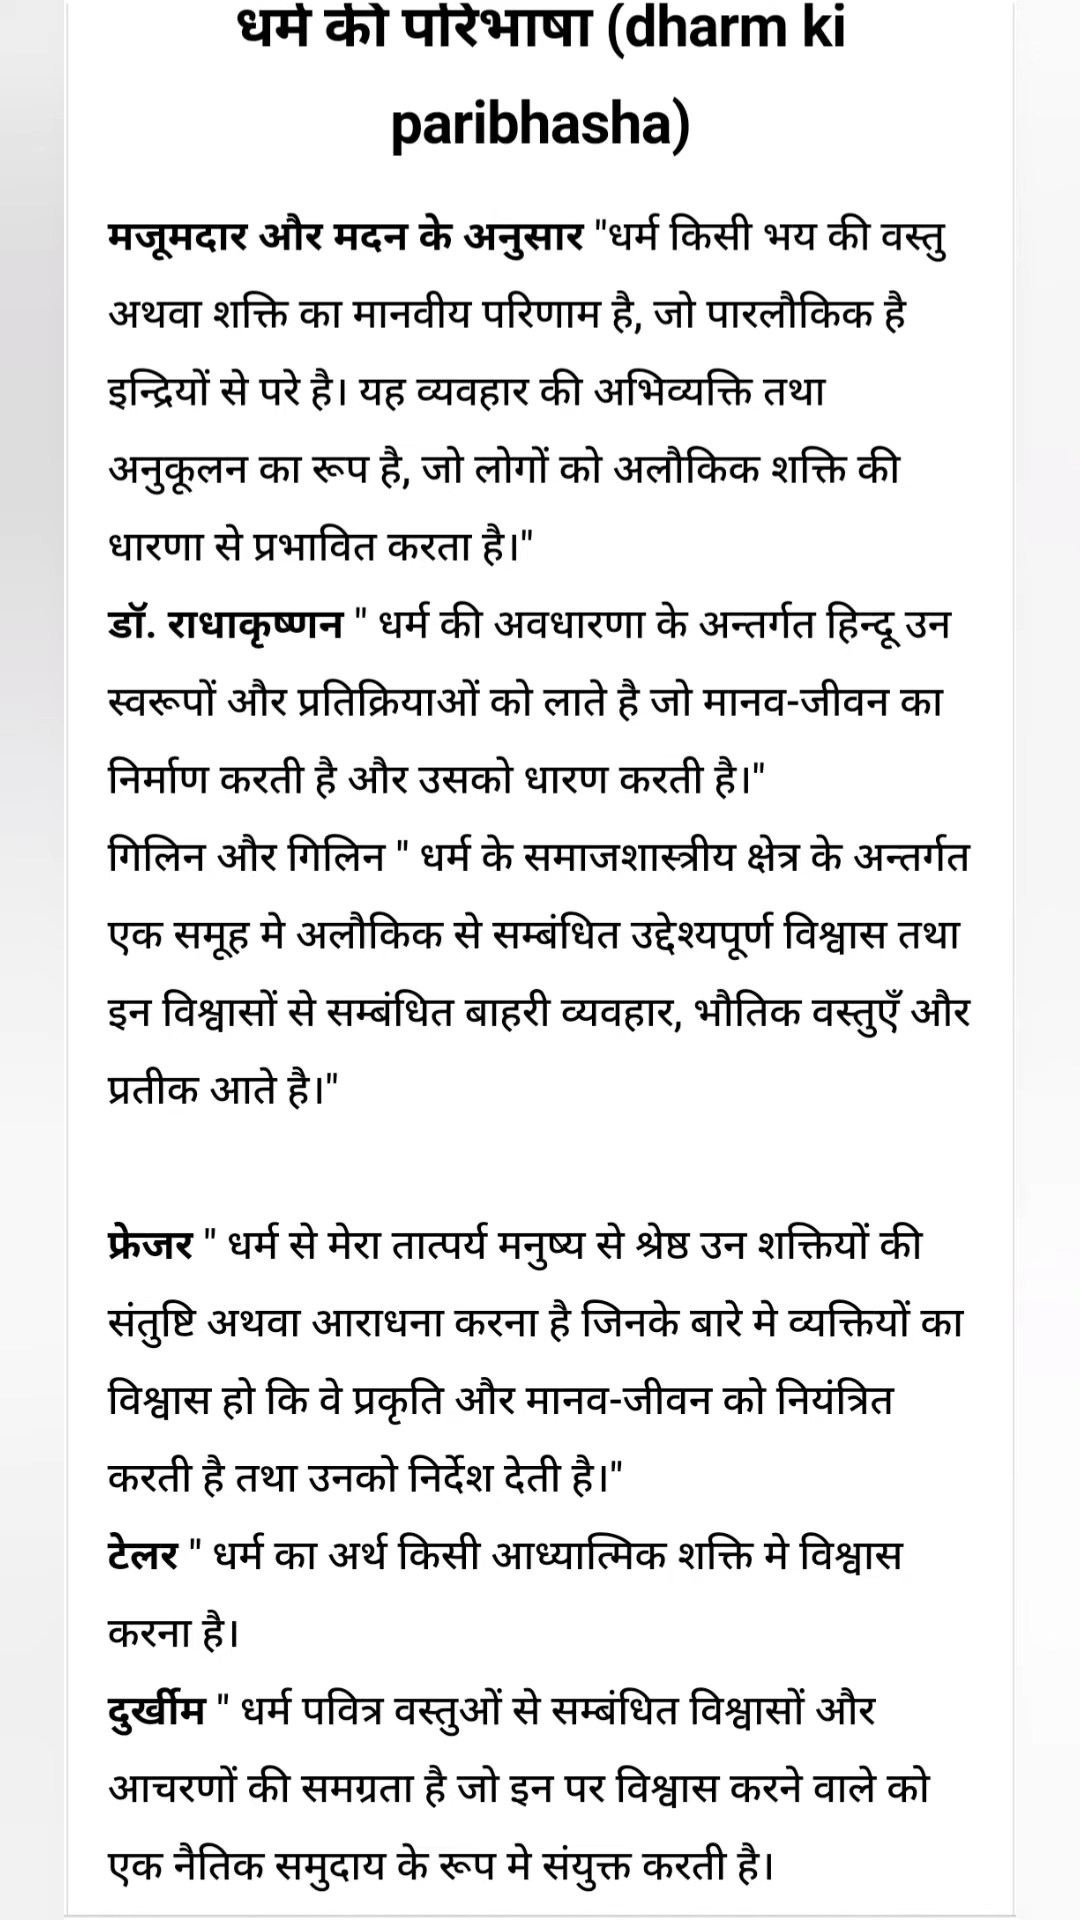 धर्म की परिभाषा (dharm ki
paribhasha)
मजूमदार और मदन के अनुसार "धर्म किसी भय की वस्तु
अथवा शक्ति का मानवीय परिणाम है, जो पारलौकिक है
इन्द्रियों से परे है। यह व्यवहार की अभिव्यक्ति तथा
अनुकूलन का रूप है, जो लोगों को अलौकिक शक्ति की
धारणा से प्रभावित करता है।"
डॉ. राधाकृष्णन " धर्म की अवधारणा के अन्तर्गत हिन्दू उन
स्वरूपों और प्रतिक्रियाओं को लाते है जो मानव-जीवन का
निर्माण करती है और उसको धारण करती है।"
गिलिन और गिलिन " धर्म के समाजशास्त्रीय क्षेत्र के अन्तर्गत
एक समूह मे अलौकिक से सम्बंधित उद्देश्यपूर्ण विश्वास तथा
इन विश्वासों से सम्बंधित बाहरी व्यवहार, भौतिक वस्तुएँ और
प्रतीक आते है।"
फ्रेजर " धर्म से मेरा तात्पर्य मनुष्य से श्रेष्ठ उन शक्तियों की
संतुष्टि अथवा आराधना करना है जिनके बारे मे व्यक्तियों का
विश्वास हो कि वे प्रकृति और मानव-जीवन को नियंत्रित
करती है तथा उनको निर्देश देती है।"
टेलर " धर्म का अर्थ किसी आध्यात्मिक शक्ति मे विश्वास
करना है।
दुर्खीम " धर्म पवित्र वस्तुओं से सम्बंधित विश्वासों और
आचरणों की समग्रता है जो इन पर विश्वास करने वाले को
एक नैतिक समुदाय के रूप मे संयुक्त करती है।